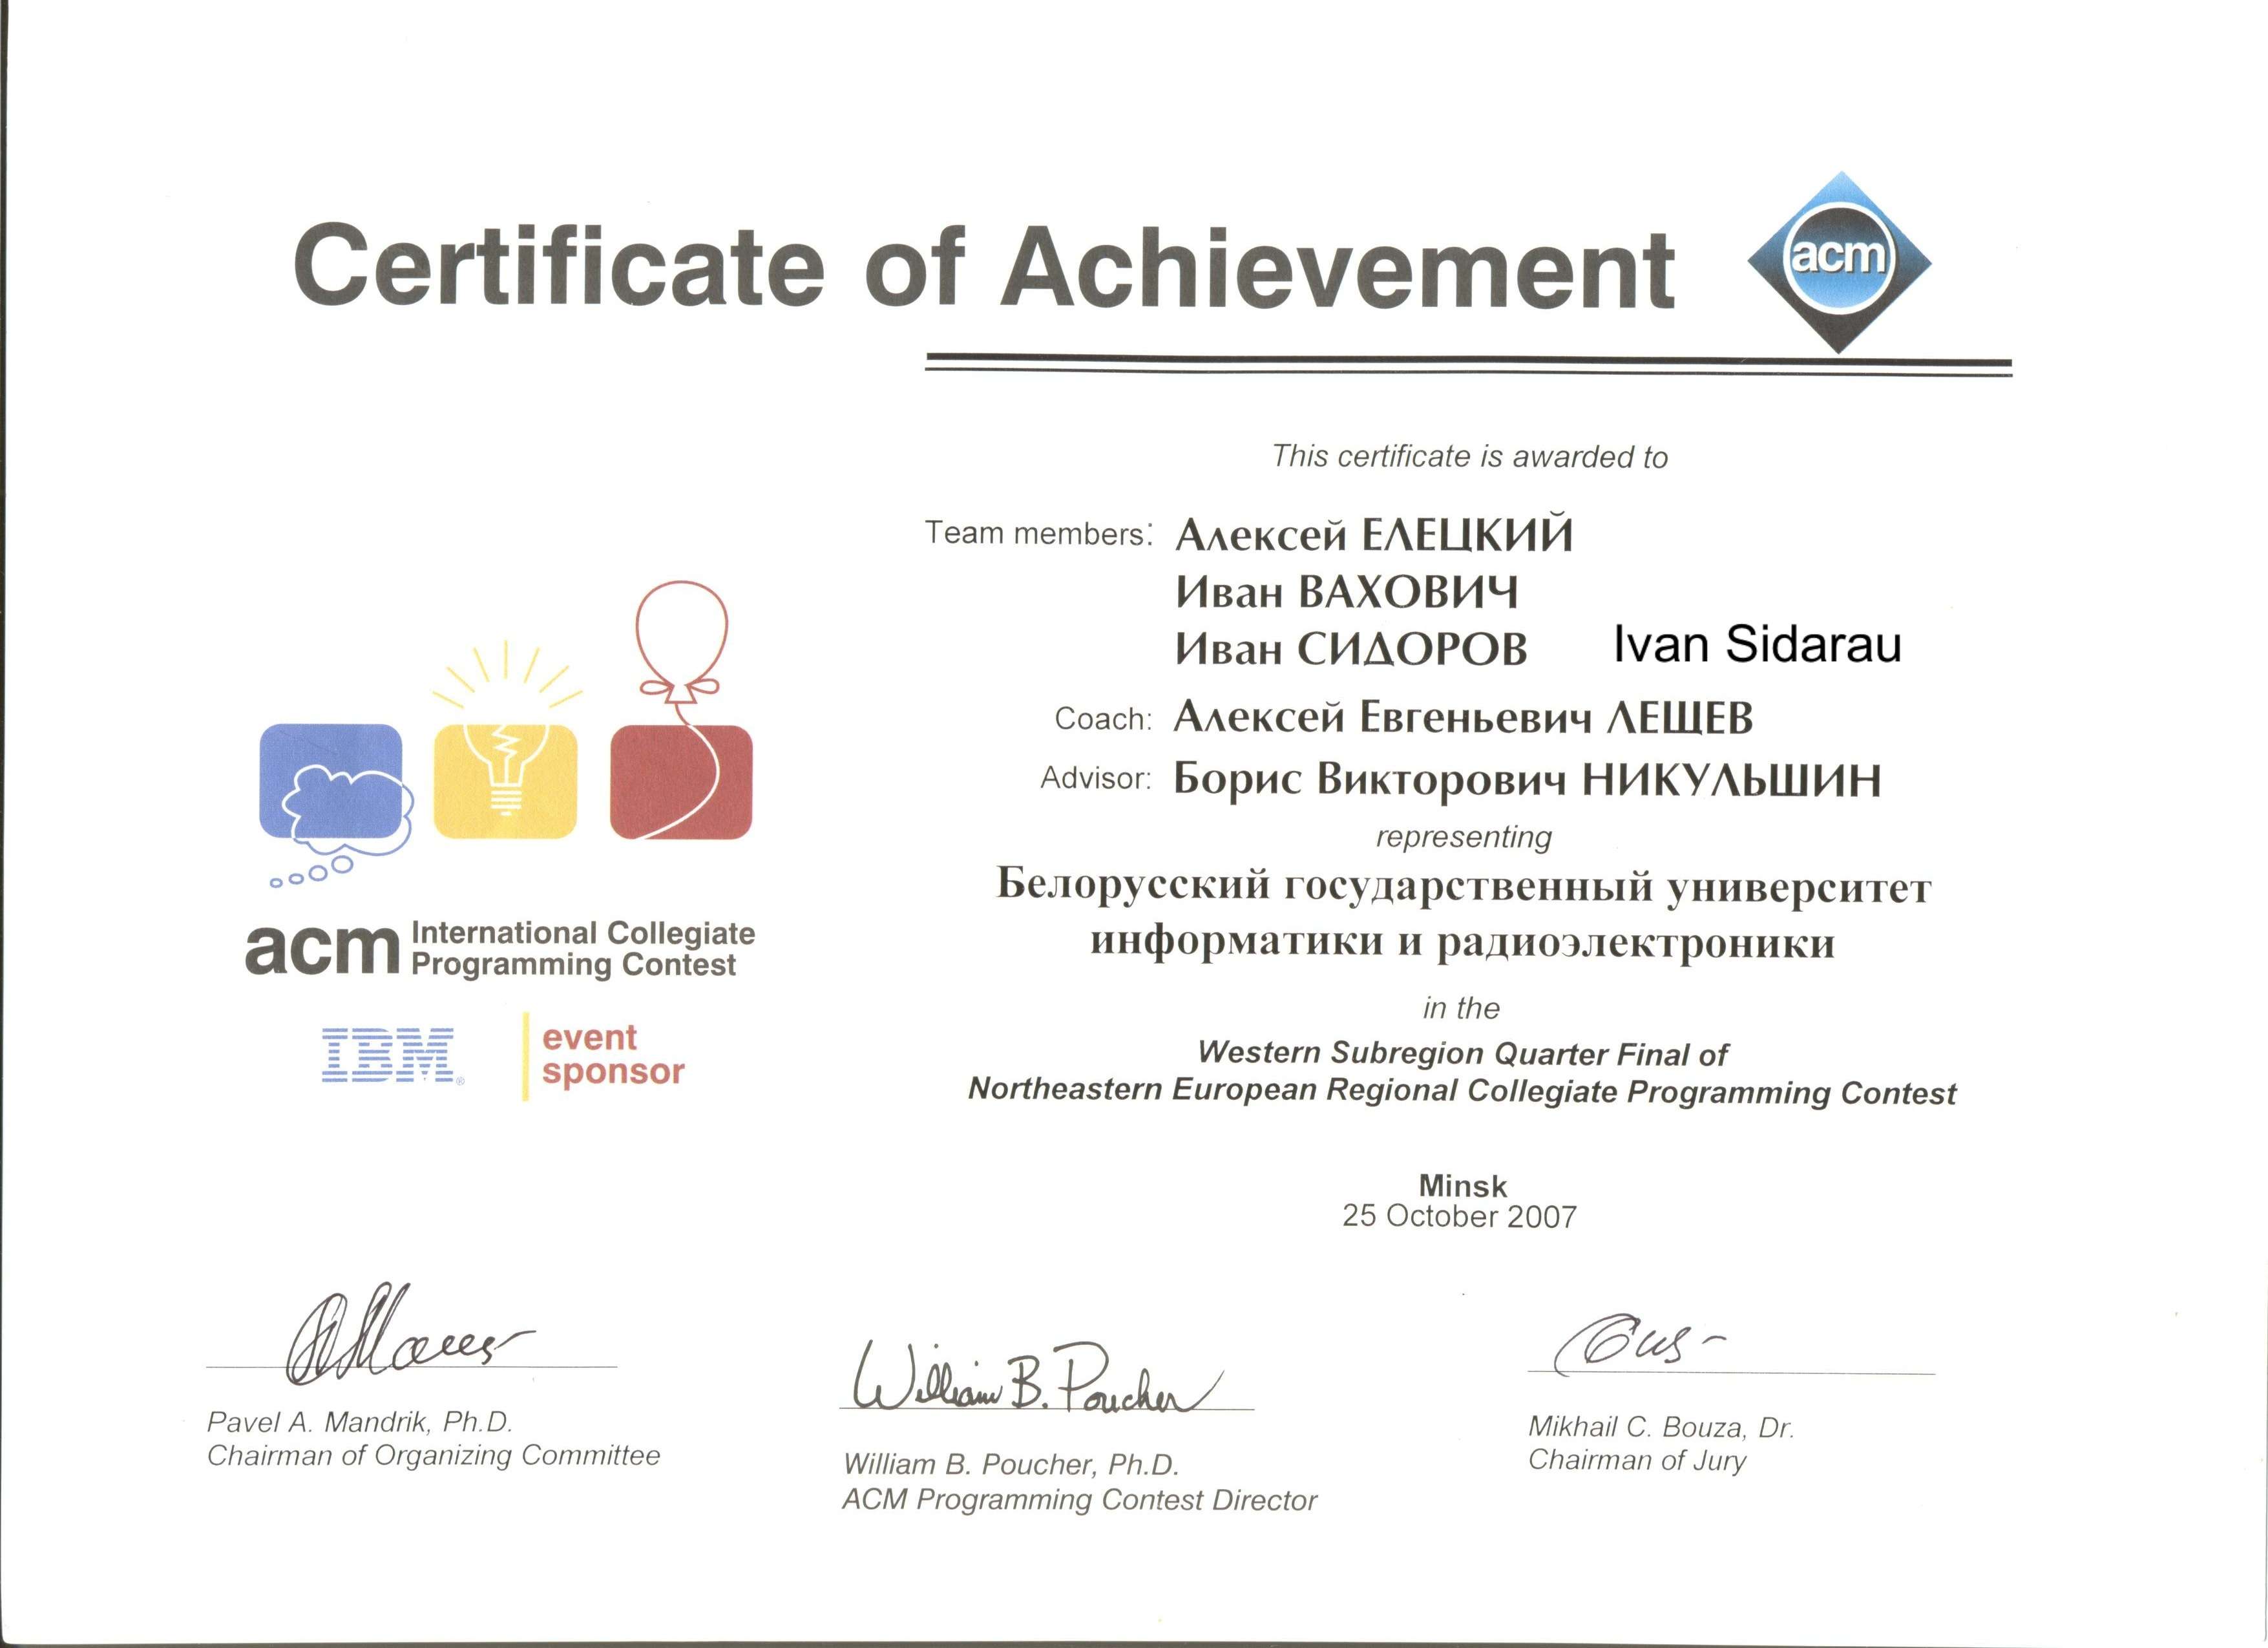 Certificate of Achievement
acm
This certificate is awarded to
Team members: Алексей ЕЛЕЦКИЙ
Иван ВАХОВИЧ
Иван СИДОРОВ Ivan Sidarau
Coach: Алексей Евгеньевич ЛЕЩЕВ
Advisor: Борис Викторович НИКУЛЬШИН
representing
Белорусский государственный университет
информатики и радиоэлектроники
in the
Western Subregion Quarter Final of
Northeastern European Regional Collegiate Programming Contest
Minsk
25 October 2007
acm International Collegiate
Programming Contest
IBM® event
sponsor
William B. Poucher
Pavel A. Mandrik, Ph.D.
Chairman of Organizing Committee
William B. Poucher, Ph.D.
ACM Programming Contest Director
Mikhail C. Bouza, Dr.
Chairman of Jury